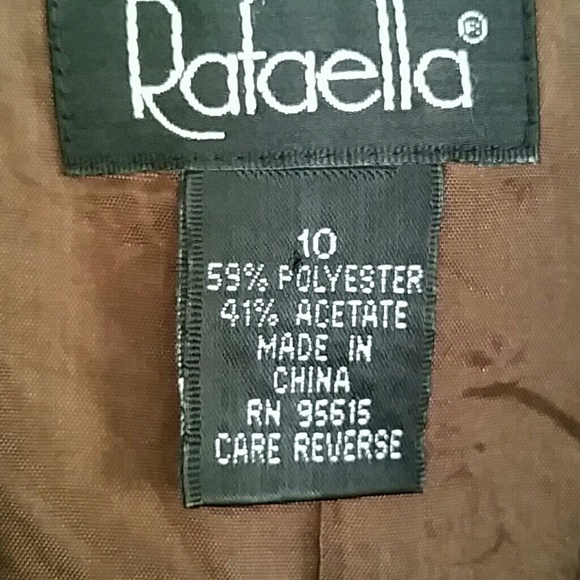 Rafaella®
10
59% POLYESTER
41% ACETATE
MADE IN
CHINA
RN 95615
CARE REVERSE